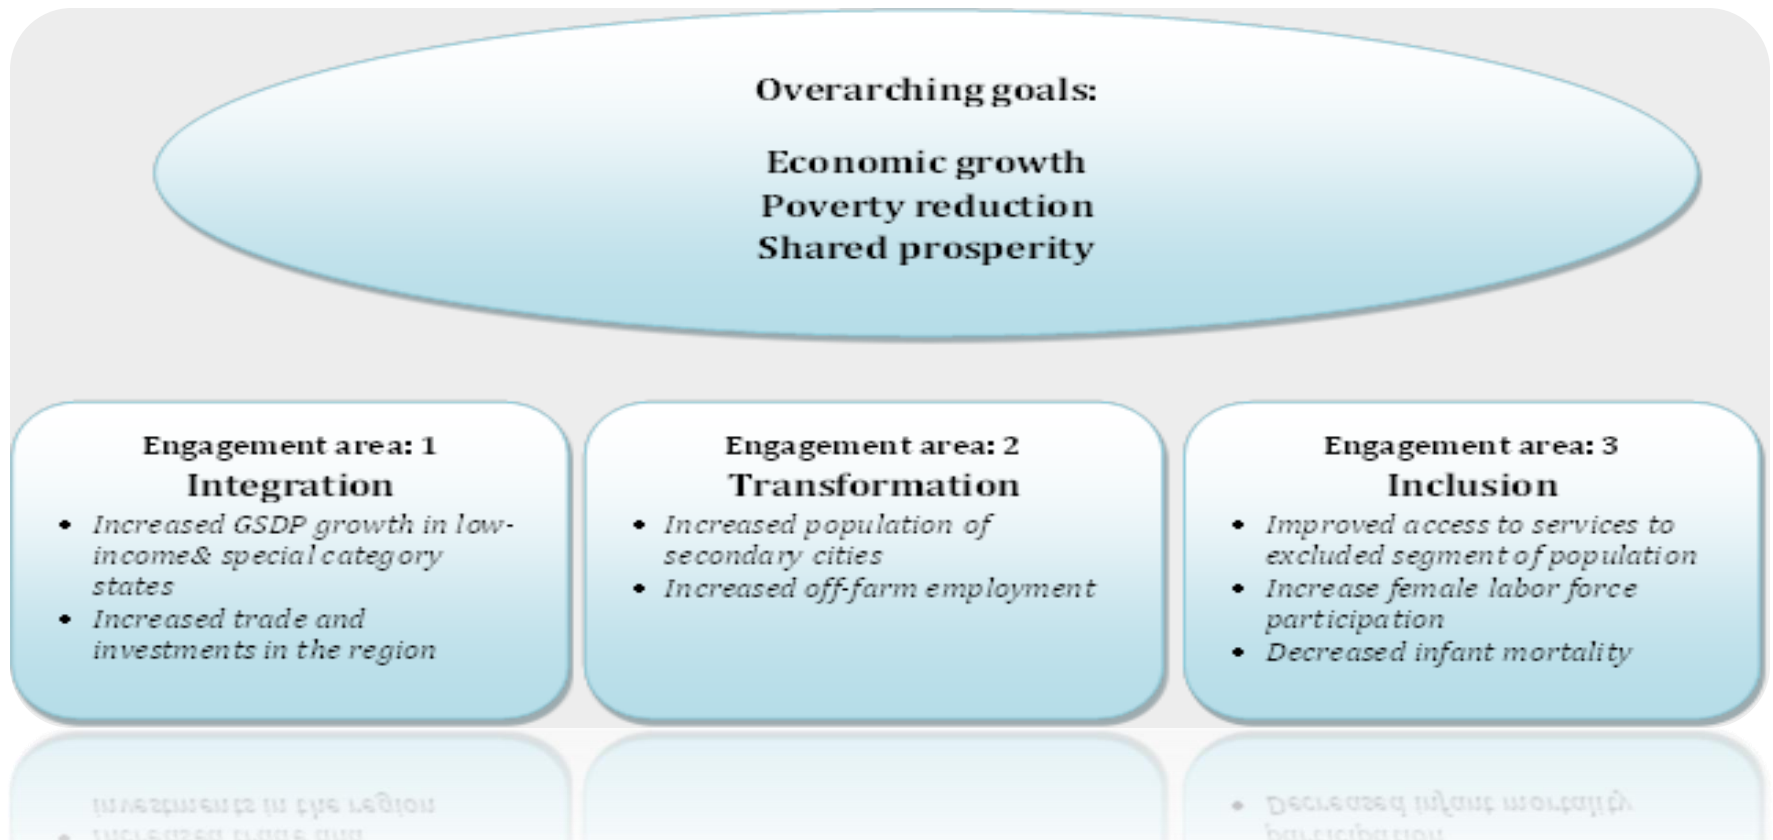 Overarching goals:
Economic growth
Poverty reduction
Shared prosperity
Engagement area: 1
Integration
• Increased GSDP growth in low-
income& special category
states
• Increased trade and
investments in the region
Engagement area: 2
Transformation
• Increased population of
secondary cities
• Increased off-farm employment
Engagement area: 3
Inclusion
• Improved access to services to
excluded segment of population
• Increase female labor force
participation
• Decreased infant mortality